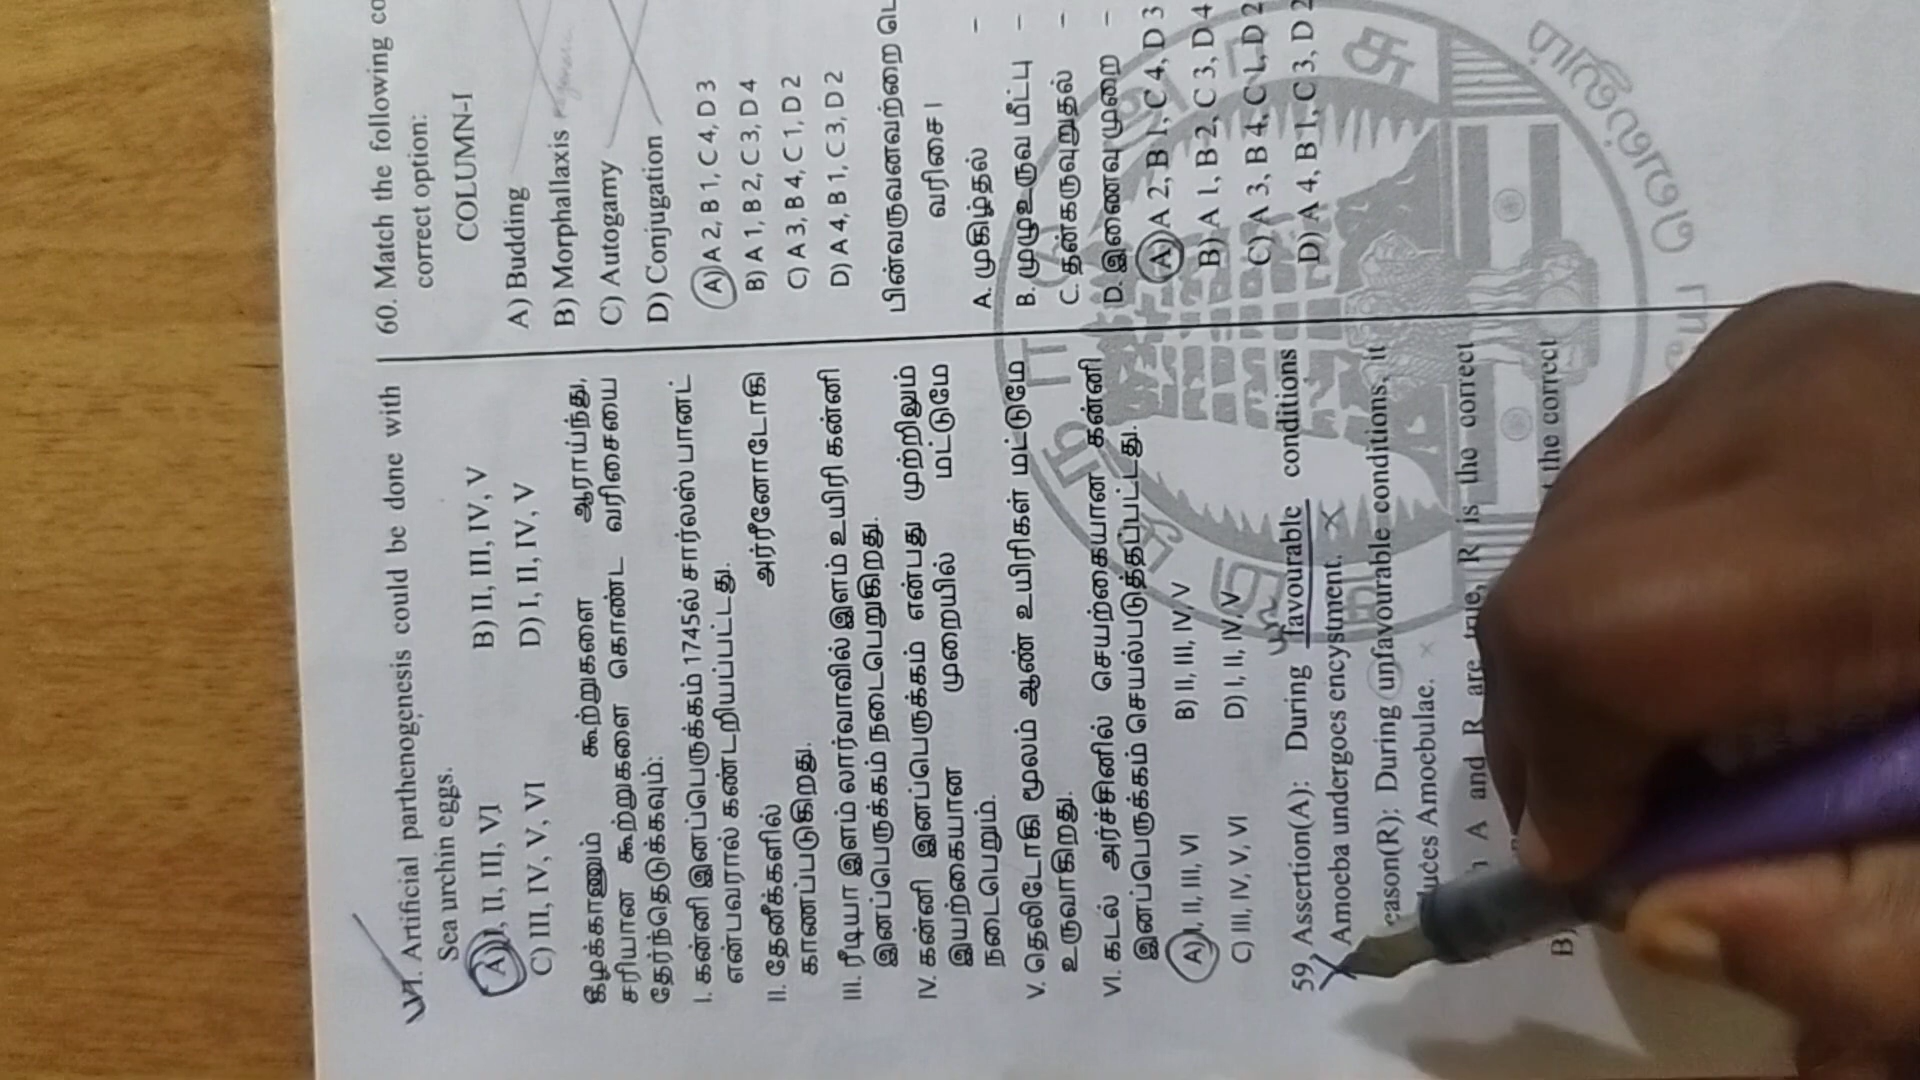 VI. Artificial parthenogenesis could be done with
Sea urchin eggs.
A) I, II, III, VI B) II, III, IV, V
C) III, IV, V, VI D) I, II, IV, V
கீழ்க்காணும் கூற்றுகளை ஆராய்ந்து,
சரியான கூற்றுகளை கொண்ட வரிசையை
தேர்ந்தெடுக்கவும்:
I. கன்னி இனப்பெருக்கம் 1745ல் சார்லஸ் பானட்
என்பவரால் கண்டறியப்பட்டது.
II. தேனீக்களில் அர்ரீனோடோகி
காணப்படுகிறது.
III. ரீடியா இளம் லார்வாவில் இளம் உயிரி கன்னி
இனப்பெருக்கம் நடைபெறுகிறது.
IV. கன்னி இனப்பெருக்கம் என்பது முற்றிலும்
இயற்கையான முறையில் மட்டுமே
நடைபெறும்.
V. தெலிடோகி மூலம் ஆண் உயிரிகள் மட்டுமே
உருவாகிறது.
VI. கடல் அர்ச்சினில் செயற்கையான கன்னி
இனப்பெருக்கம் செயல்படுத்தப்பட்டது.
A) I, II, III, VI B) II, III, IV, V
C) III, IV, V, VI D) I, II, IV, V
59. Assertion(A): During favourable conditions
Amoeba undergoes encystment.
eason(R): During unfavourable conditions, it
uces Amoebulae.
A and R are true, R is the correct
B) the correct
60. Match the following co
correct option:
COLUMN-I
A) Budding
B) Morphallaxis
C) Autogamy
D) Conjugation
A) A 2, B 1, C 4, D 3
B) A 1, B 2, C 3, D 4
C) A 3, B 4, C 1, D 2
D) A 4, B 1, C 3, D 2
பின்வருவனவற்றை பெ
வரிசை I
A. முகிழ்தல் -
B. முழுஉருவ மீட்பு -
C. தன்கருவுறுதல் -
D. இணைவுமுறை -
A) A 2, B 1, C 4, D 3
B) A 1, B 2, C 3, D 4
C) A 3, B 4, C 1, D 2
D) A 4, B 1, C 3, D 2